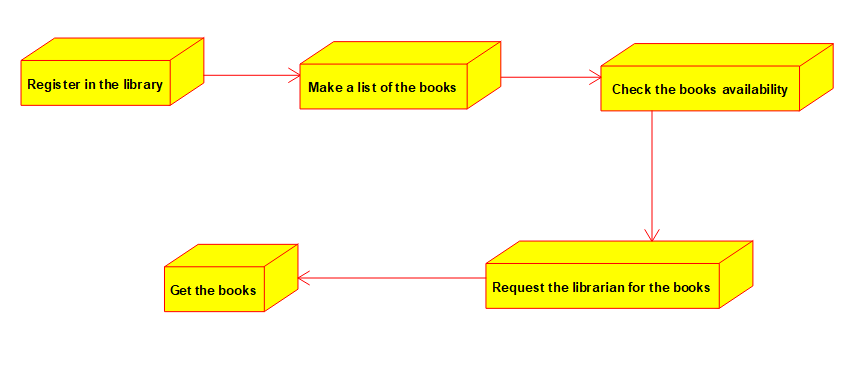 Register in the library
Make a list of the books
Check the books availability
Request the librarian for the books
Get the books